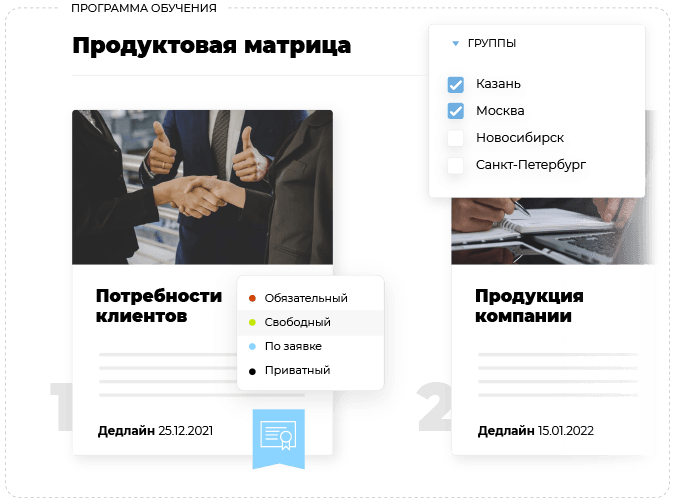 ПРОГРАММА ОБУЧЕНИЯ
Продуктовая матрица
ГРУППЫ
Казань
Москва
Новосибирск
Санкт-Петербург
Потребности
клиентов
Обязательный
Свободный
По заявке
Приватный
1
Дедлайн 25.12.2021
Продукция
компании
2
Дедлайн 15.01.2022